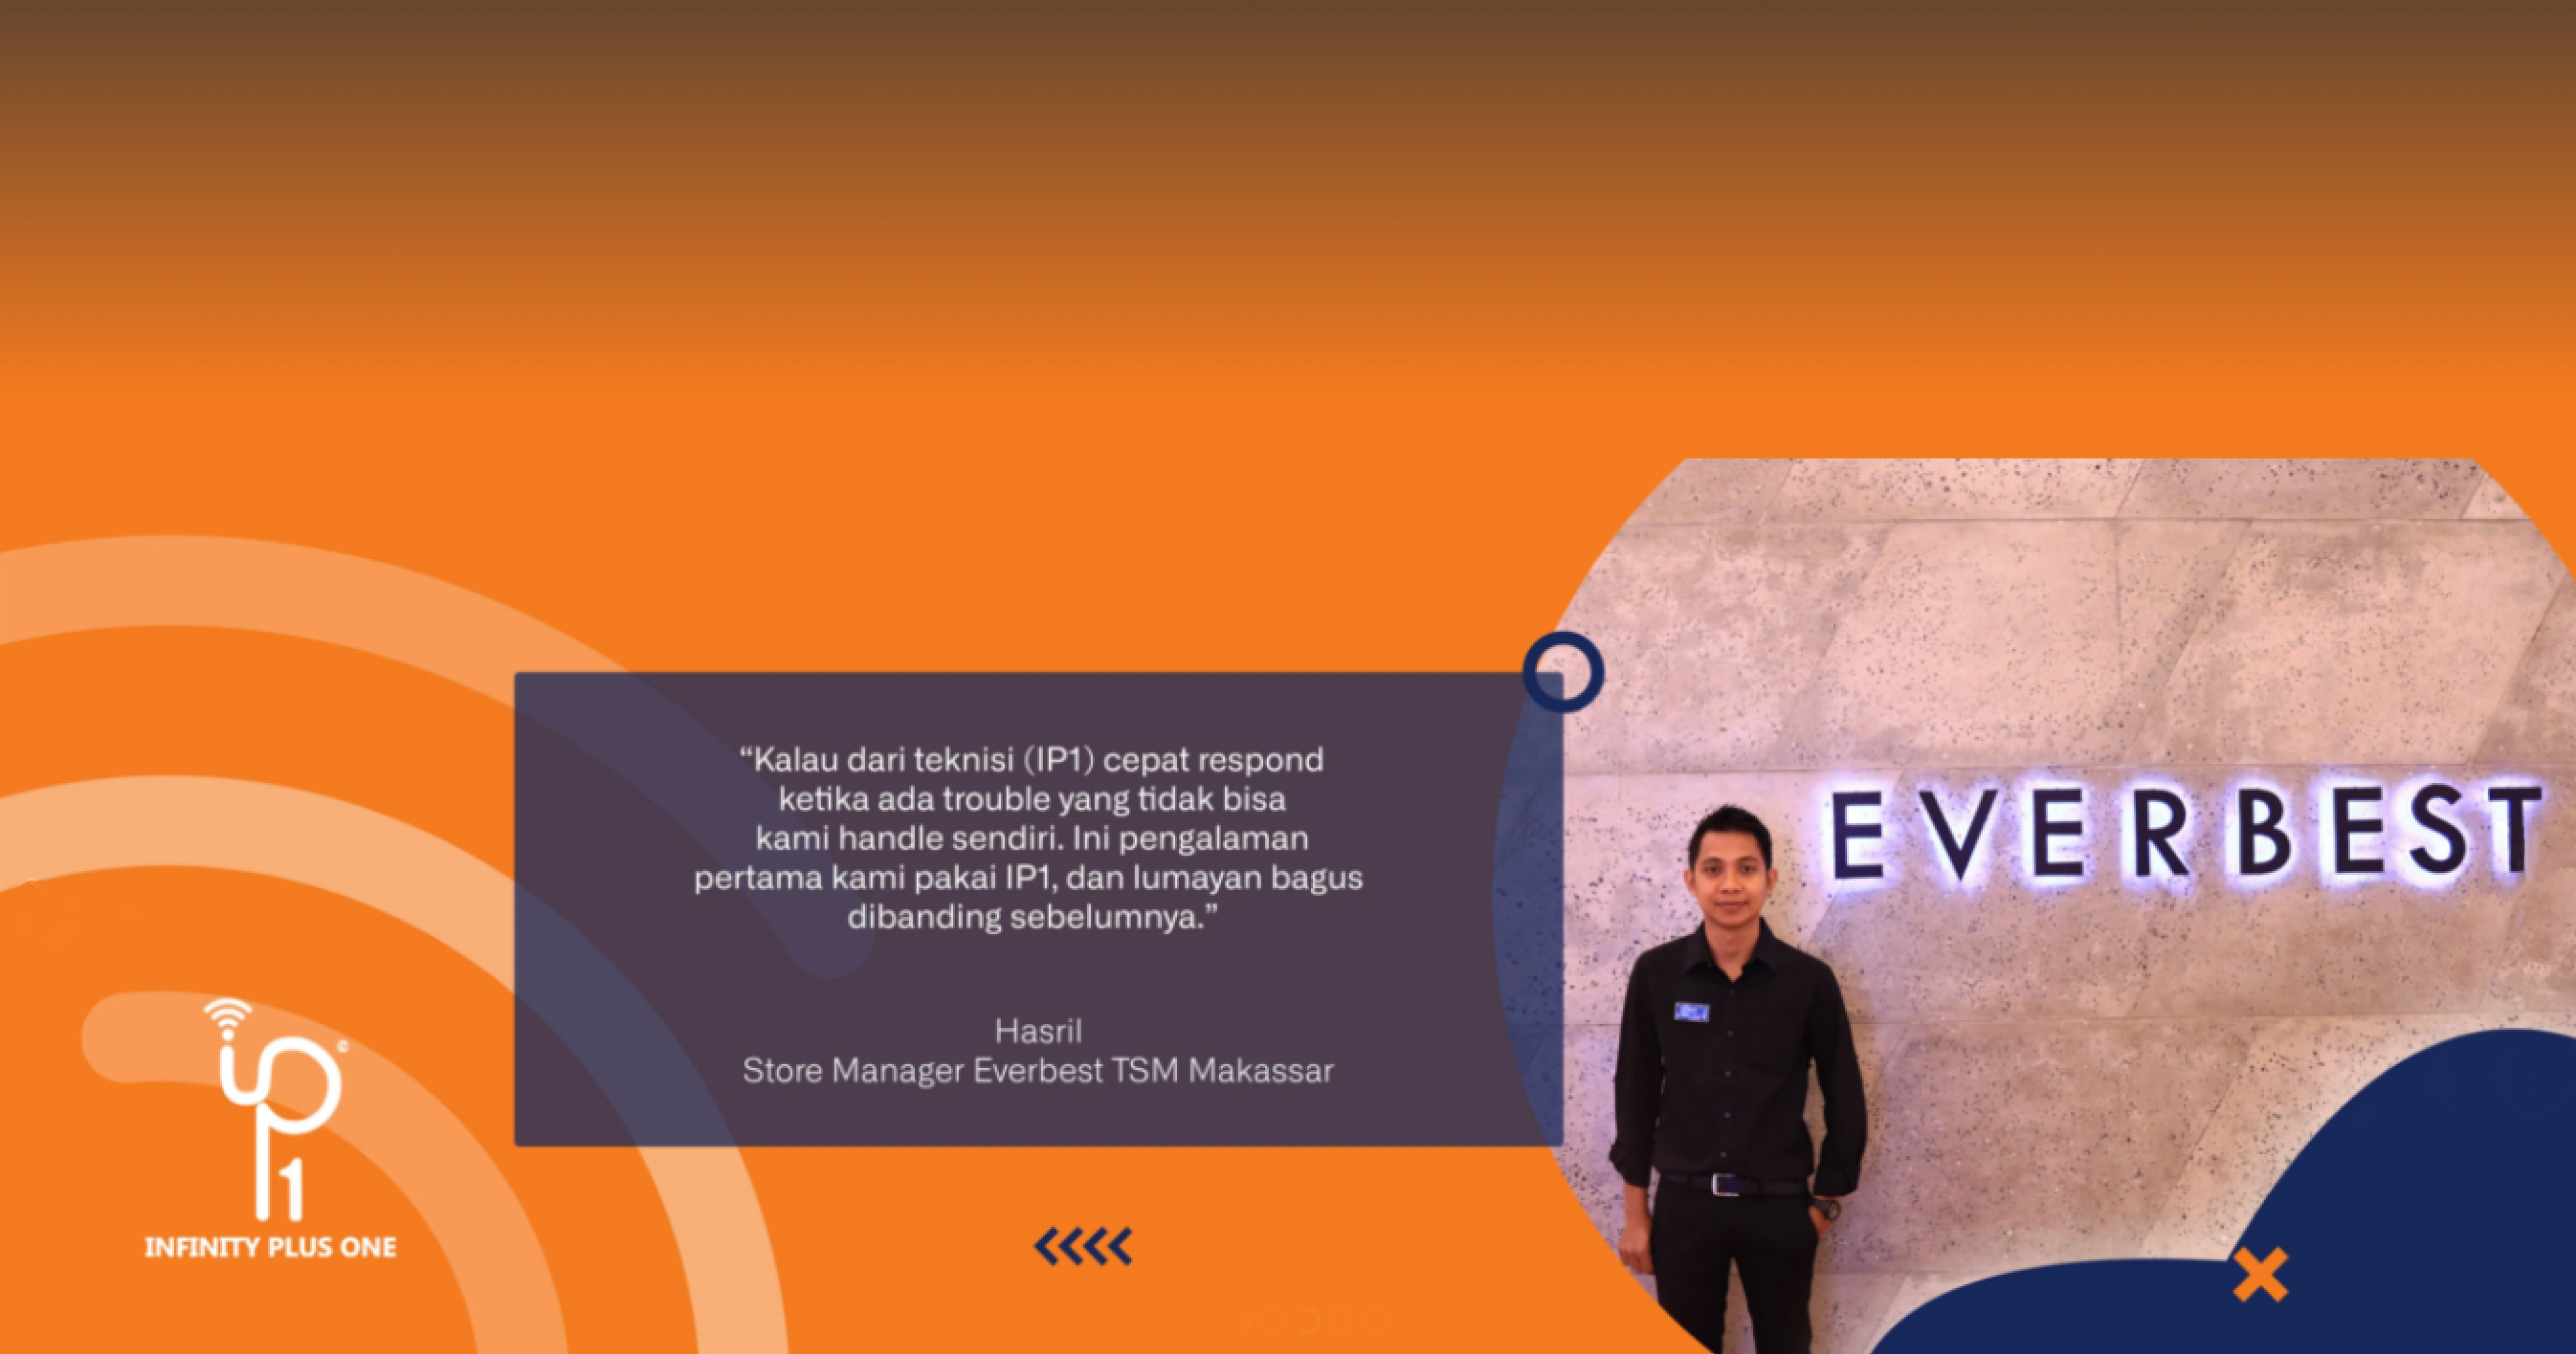 “Kalau dari teknisi (IP1) cepat respond
ketika ada trouble yang tidak bisa
kami handle sendiri. Ini pengalaman
pertama kami pakai IP1, dan lumayan bagus
dibanding sebelumnya.”
Hasril
Store Manager Everbest TSM Makassar
EVERBEST
ip1 ©
INFINITY PLUS ONE